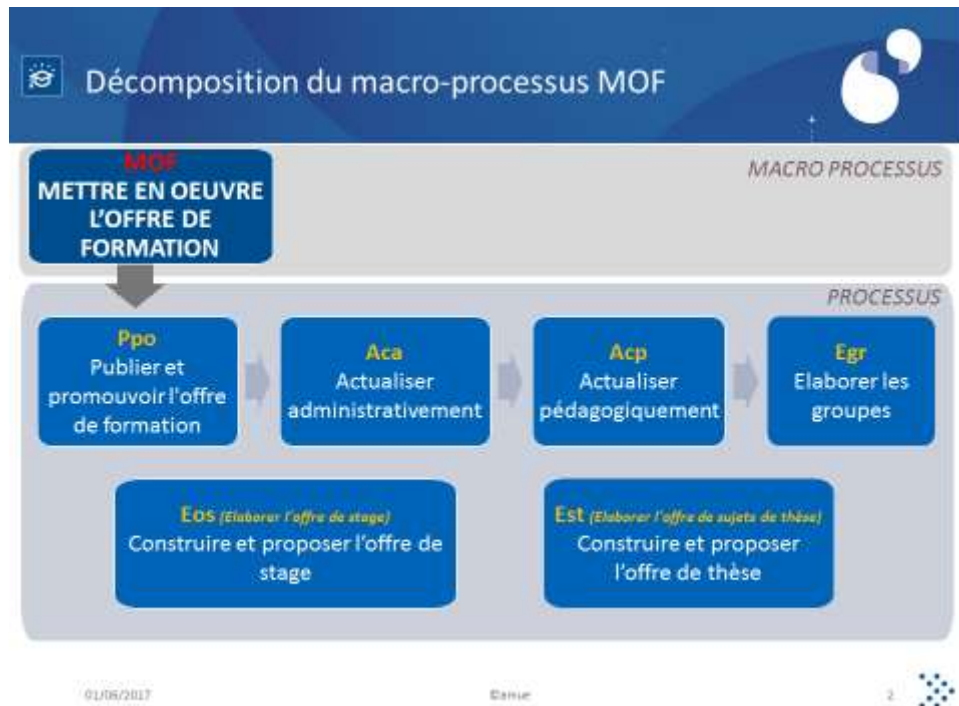 Décomposition du macro-processus MOF
MOF
METTRE EN OEUVRE
L'OFFRE DE
FORMATION
MACRO PROCESSUS
PROCESSUS
Ppo
Publier et
promouvoir l'offre
de formation
Aca
Actualiser
administrativement
Acp
Actualiser
pédagogiquement
Egr
Elaborer les
groupes
Eos (Elaborer l'offre de stage)
Construire et proposer l'offre de
stage
Est (Elaborer l'offre de sujets de thèse)
Construire et proposer
l'offre de thèse
01/06/2017
©amue
2